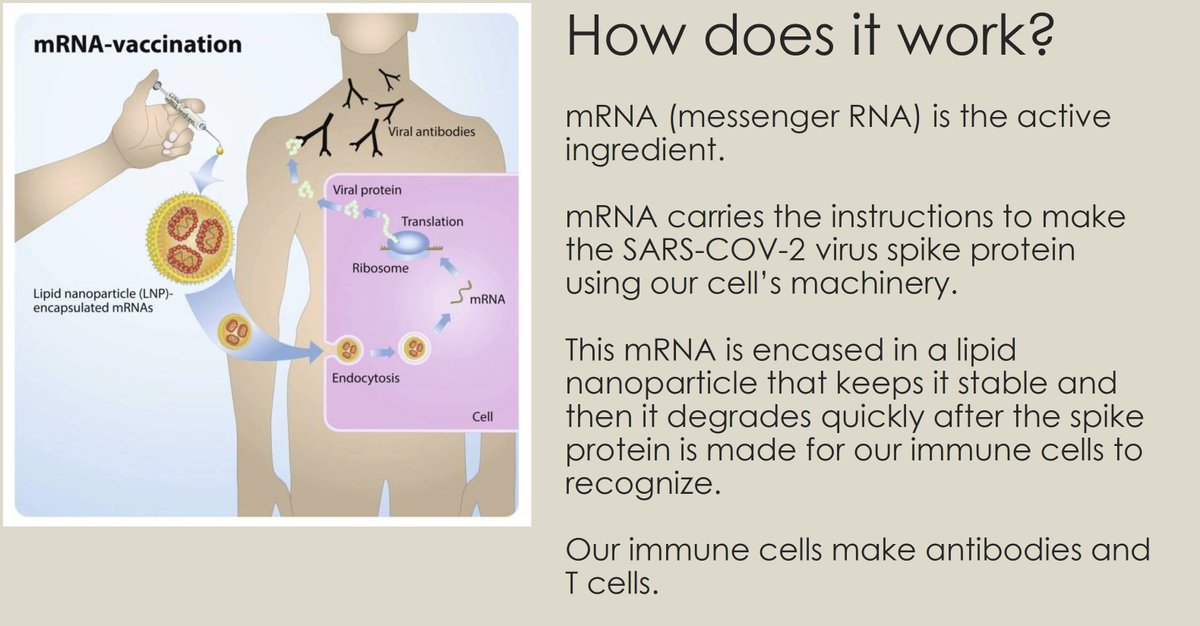 mRNA-vaccination
Viral antibodies
Viral protein
Translation
Ribosome
mRNA
Lipid nanoparticle (LNP)-
encapsulated mRNAs
Endocytosis
Cell
How does it work?
mRNA (messenger RNA) is the active
ingredient.
mRNA carries the instructions to make
the SARS-COV-2 virus spike protein
using our cell’s machinery.
This mRNA is encased in a lipid
nanoparticle that keeps it stable and
then it degrades quickly after the spike
protein is made for our immune cells to
recognize.
Our immune cells make antibodies and
T cells.